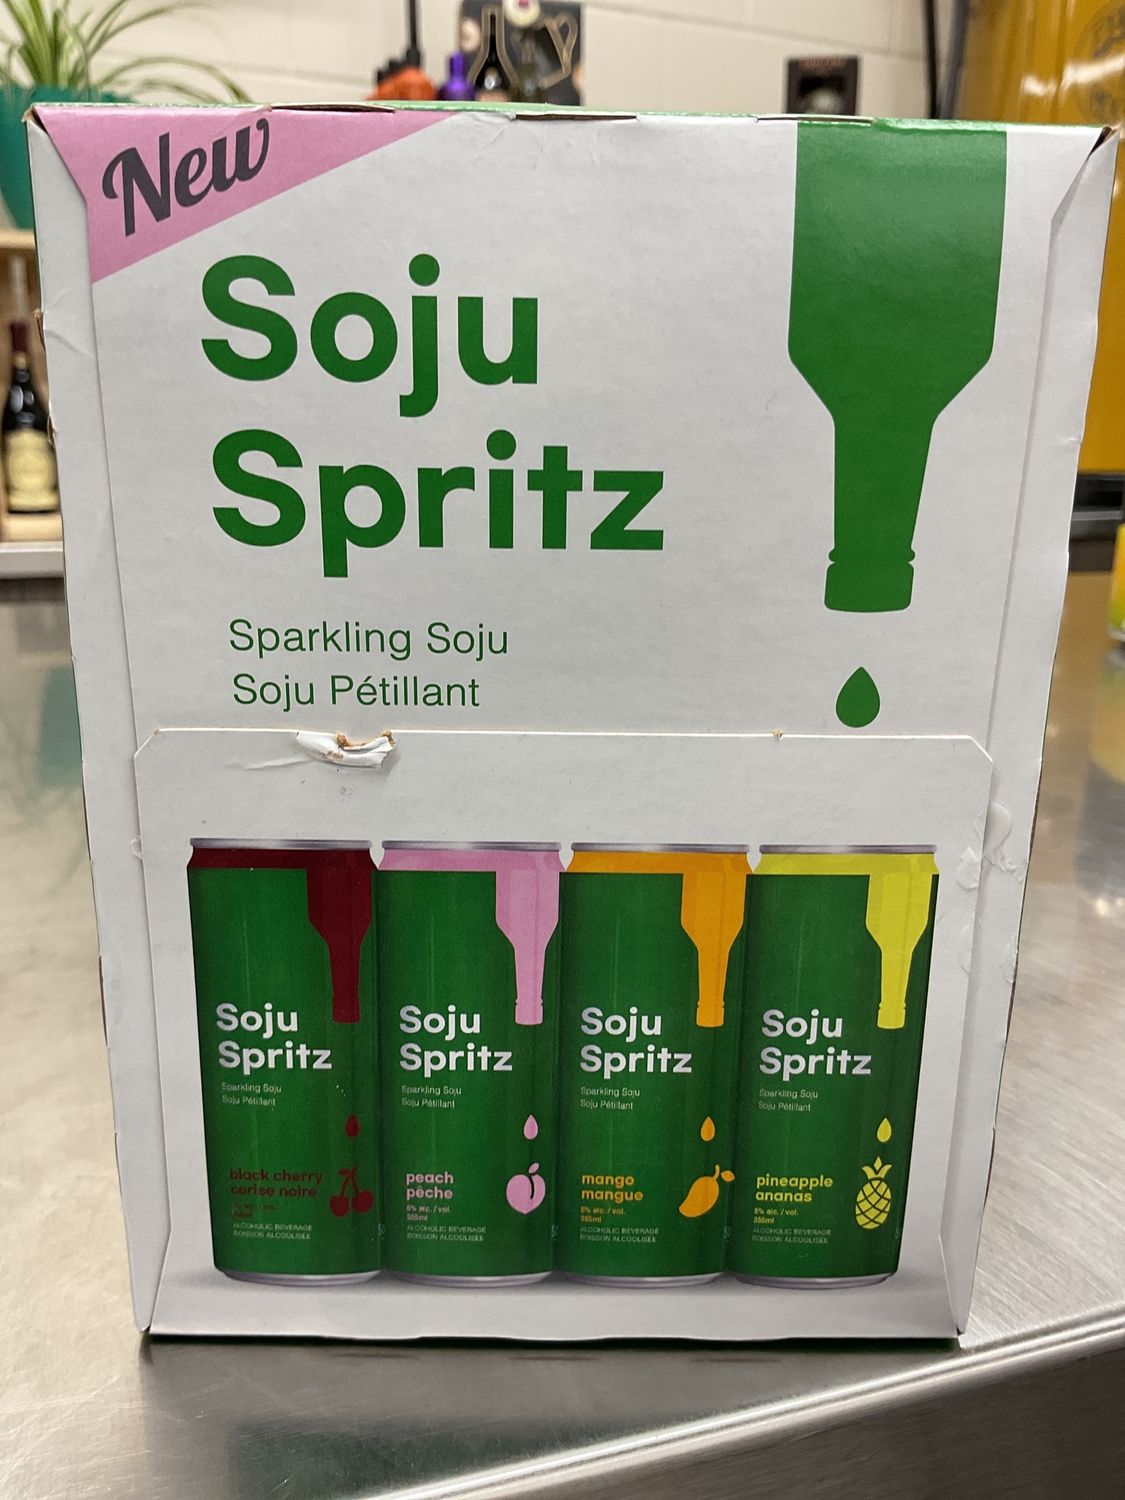 New
Soju
Spritz
Sparkling Soju
Soju Pétillant
Soju
Spritz
Sparkling Soju
Soju Pétillant
black cherry
cerise noire
ALCOHOLIC BEVERAGE
BOISSON ALCOOLISÉE
Soju
Spritz
Sparkling Soju
Soju Pétillant
peach
pêche
5% alc. / vol.
355ml
ALCOHOLIC BEVERAGE
BOISSON ALCOOLISÉE
Soju
Spritz
Sparkling Soju
Soju Pétillant
mango
mangue
5% alc. / vol.
355ml
ALCOHOLIC BEVERAGE
BOISSON ALCOOLISÉE
Soju
Spritz
Sparkling Soju
Soju Pétillant
pineapple
ananas
5% alc. / vol.
355ml
ALCOHOLIC BEVERAGE
BOISSON ALCOOLISÉE